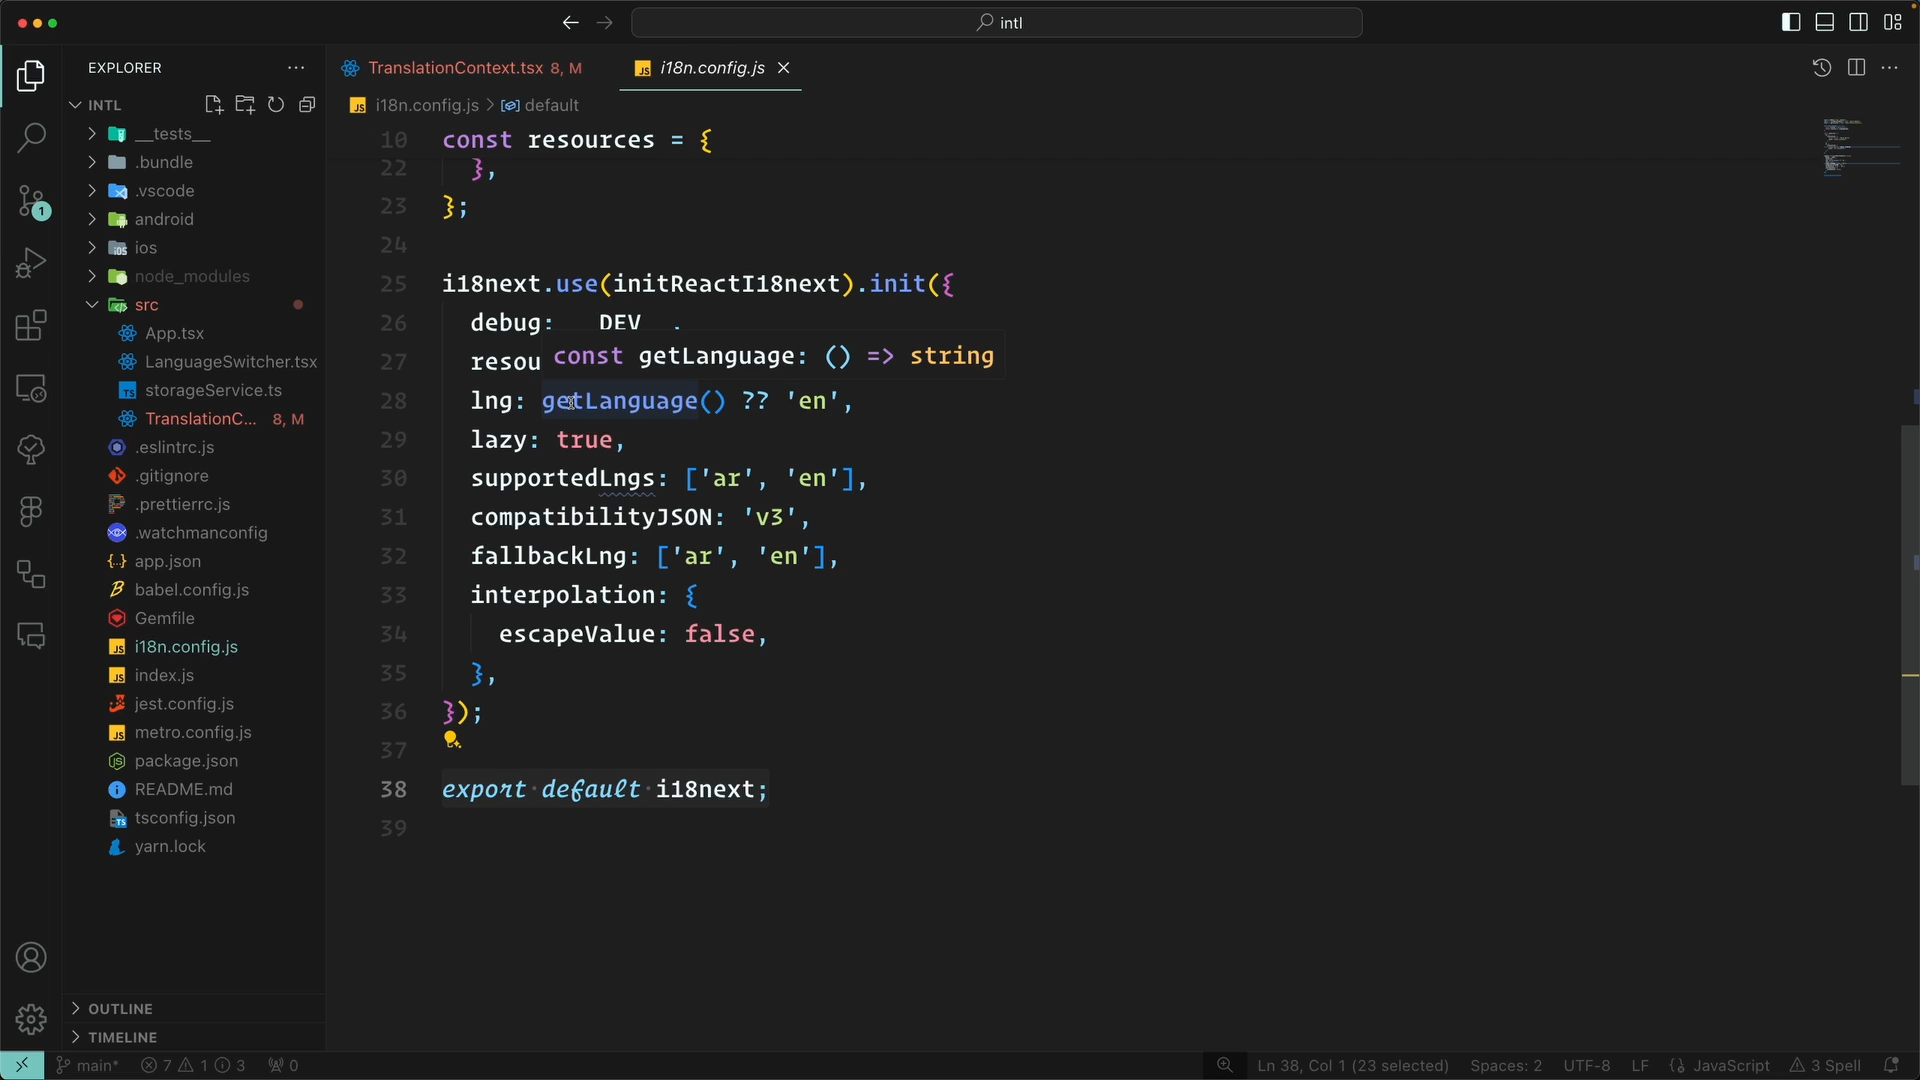 intl
EXPLORER
TranslationContext.tsx 8, M
i18n.config.js
INTL
i18n.config.js > default
__tests__
.bundle
.vscode
android
ios
node_modules
src
App.tsx
LanguageSwitcher.tsx
storageService.ts
TranslationC... 8, M
.eslintrc.js
.gitignore
.prettierrc.js
.watchmanconfig
app.json
babel.config.js
Gemfile
i18n.config.js
index.js
jest.config.js
metro.config.js
package.json
README.md
tsconfig.json
yarn.lock
OUTLINE
TIMELINE
10 const resources = {
22 },
23 };
24
25 i18next.use(initReactI18next).init({
26 debug: __DEV__,
const getLanguage: () => string
27 resou
28 lng: getLanguage() ?? 'en',
29 lazy: true,
30 supportedLngs: ['ar', 'en'],
31 compatibilityJSON: 'v3',
32 fallbackLng: ['ar', 'en'],
33 interpolation: {
34 escapeValue: false,
35 },
36 });
37
38 export default i18next;
39
1
main* 7 1 3 0
Ln 38, Col 1 (23 selected) Spaces: 2 UTF-8 LF {} JavaScript 3 Spell